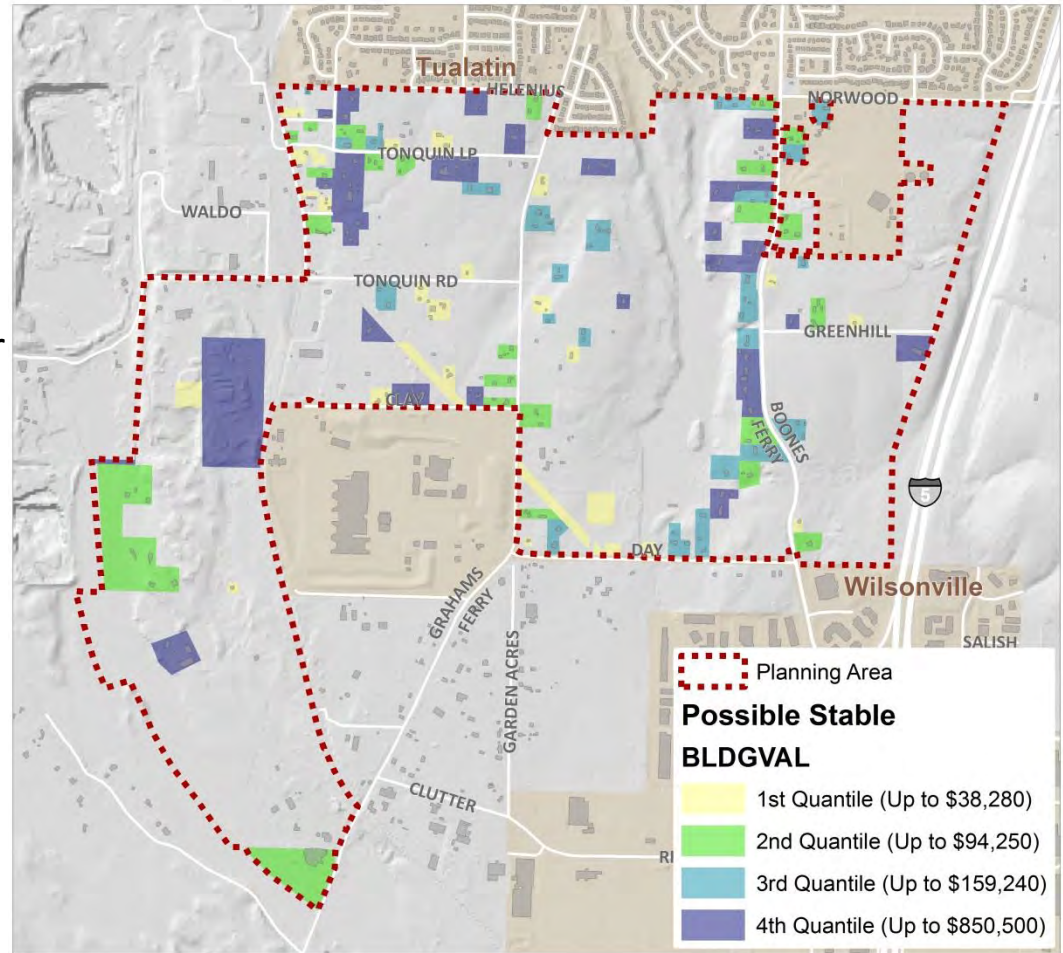 Tualatin
HELENIUS
NORWOOD
TONQUIN LP
WALDO
TONQUIN RD
GREENHILL
CLAY
BOONES
FERRY
5
DAY
Wilsonville
GRAHAMS
FERRY
GARDEN ACRES
SALISH
CLUTTER
Planning Area
Possible Stable
BLDGVAL
1st Quantile (Up to $38,280)
2nd Quantile (Up to $94,250)
3rd Quantile (Up to $159,240)
4th Quantile (Up to $850,500)